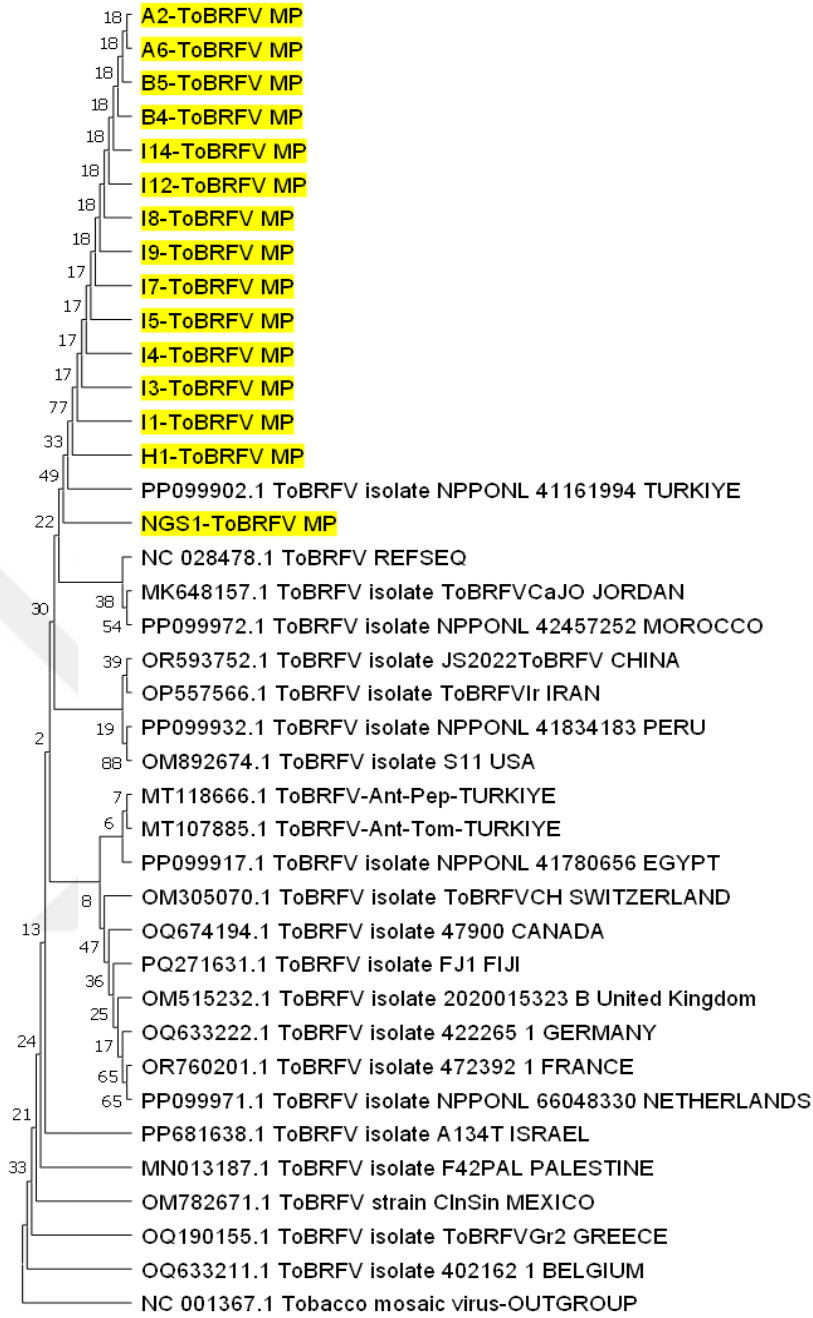 18 A2-ToBRFV MP
18 A6-ToBRFV MP
18 B5-ToBRFV MP
18 B4-ToBRFV MP
18 I14-ToBRFV MP
18 I12-ToBRFV MP
18 I8-ToBRFV MP
18 I9-ToBRFV MP
17 I7-ToBRFV MP
17 I5-ToBRFV MP
17 I4-ToBRFV MP
17 I3-ToBRFV MP
77 I1-ToBRFV MP
33 H1-ToBRFV MP
49 PP099902.1 ToBRFV isolate NPPONL 41161994 TURKIYE
22 NGS1-ToBRFV MP
NC 028478.1 ToBRFV REFSEQ
MK648157.1 ToBRFV isolate ToBRFVCaJO JORDAN
30 38
54 PP099972.1 ToBRFV isolate NPPONL 42457252 MOROCCO
39 OR593752.1 ToBRFV isolate JS2022ToBRFV CHINA
OP557566.1 ToBRFV isolate ToBRFVIr IRAN
19 PP099932.1 ToBRFV isolate NPPONL 41834183 PERU
2
88 OM892674.1 ToBRFV isolate S11 USA
7 MT118666.1 ToBRFV-Ant-Pep-TURKIYE
6 MT107885.1 ToBRFV-Ant-Tom-TURKIYE
PP099917.1 ToBRFV isolate NPPONL 41780656 EGYPT
8 OM305070.1 ToBRFV isolate ToBRFVCH SWITZERLAND
13 OQ674194.1 ToBRFV isolate 47900 CANADA
47
PQ271631.1 ToBRFV isolate FJ1 FIJI
36
OM515232.1 ToBRFV isolate 2020015323 B United Kingdom
25
OQ633222.1 ToBRFV isolate 422265 1 GERMANY
24 17
OR760201.1 ToBRFV isolate 472392 1 FRANCE
65
65 PP099971.1 ToBRFV isolate NPPONL 66048330 NETHERLANDS
21
PP681638.1 ToBRFV isolate A134T ISRAEL
33 MN013187.1 ToBRFV isolate F42PAL PALESTINE
OM782671.1 ToBRFV strain ClnSin MEXICO
OQ190155.1 ToBRFV isolate ToBRFVGr2 GREECE
OQ633211.1 ToBRFV isolate 402162 1 BELGIUM
NC 001367.1 Tobacco mosaic virus-OUTGROUP